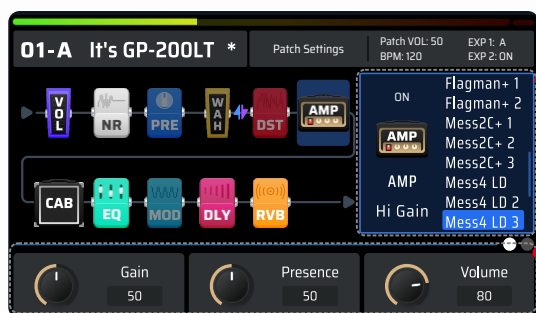 01-A It's GP-200LT *
Patch Settings
Patch VOL: 50 EXP 1: A
BPM: 120 EXP 2: ON
VOL
NR
PRE
WAH
DST
AMP
CAB
EQ
MOD
DLY
RVB
ON
AMP
AMP
Hi Gain
Flagman+ 1
Flagman+ 2
Mess2C+ 1
Mess2C+ 2
Mess2C+ 3
Mess4 LD
Mess4 LD 2
Mess4 LD 3
Gain
50
Presence
50
Volume
80